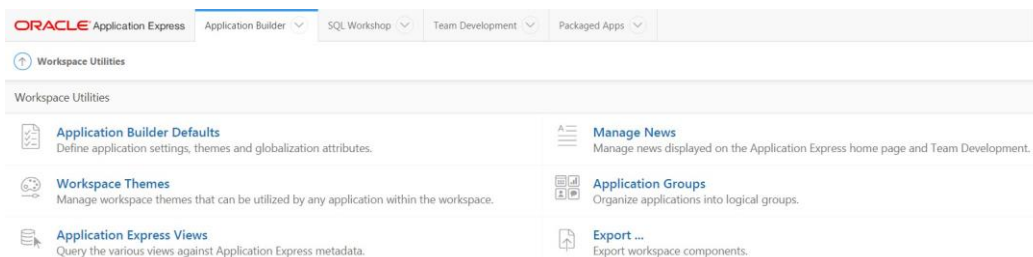 ORACLE Application Express Application Builder SQL Workshop Team Development Packaged Apps
Workspace Utilities
Workspace Utilities
Application Builder Defaults
Define application settings, themes and globalization attributes.
Manage News
Manage news displayed on the Application Express home page and Team Development.
Workspace Themes
Manage workspace themes that can be utilized by any application within the workspace.
Application Groups
Organize applications into logical groups.
Application Express Views
Query the various views against Application Express metadata.
Export ...
Export workspace components.